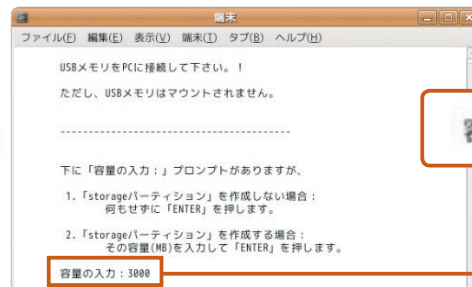 端末
ファイル(F) 編集(E) 表示(V) 端末(T) タブ(B) ヘルプ(H)
USBメモリをPCに接続して下さい。!
ただし、USBメモリはマウントされません。
-----------------------------------------
下に「容量の入力:」プロンプトがありますが、
1.「storageパーティション」を作成しない場合:
何もせずに「ENTER」を押します。
2.「storageパーティション」を作成する場合:
その容量(MB)を入力して「ENTER」を押します。
容量の入力:3000